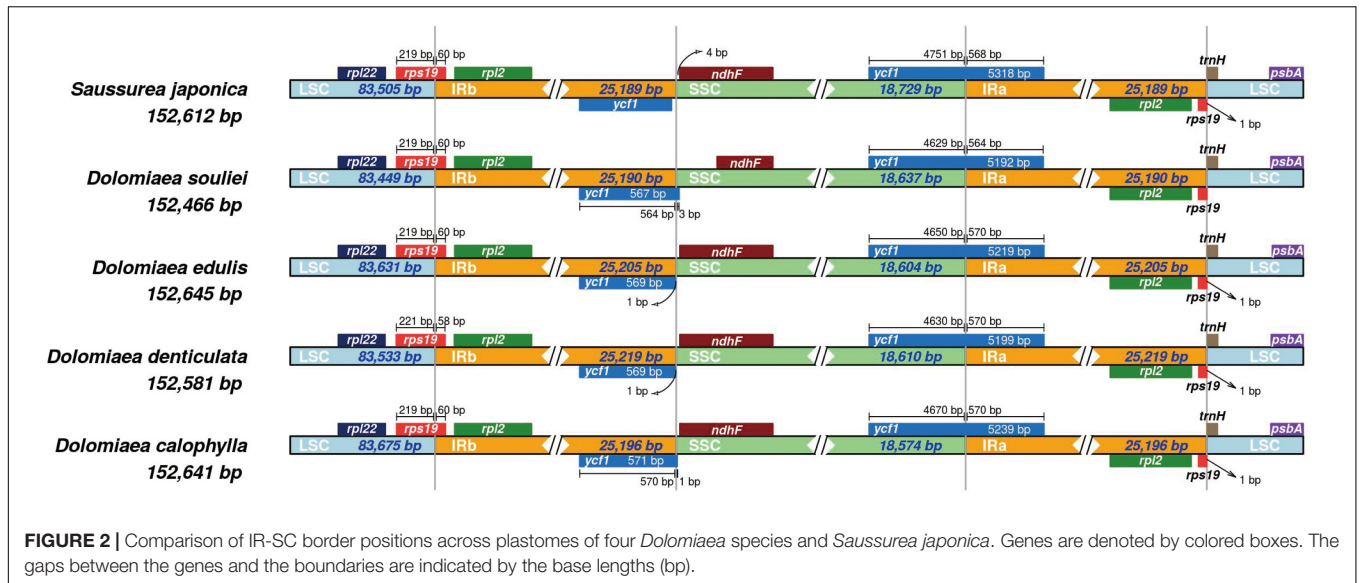 219 bp 60 bp 4 bp 4751 bp 568 bp
rpl22 rps19 rpl2 ndhF ycf1 5318 bp trnH psbA
Saussurea japonica LSC 83,505 bp IRb 25,189 bp SSC 18,729 bp IRa 25,189 bp LSC
152,612 bp ycf1 rpl2 rps19 1 bp
219 bp 60 bp 4629 bp 564 bp
rpl22 rps19 rpl2 ndhF ycf1 5192 bp trnH psbA
Dolomiaea souliei LSC 83,449 bp IRb 25,190 bp SSC 18,637 bp IRa 25,190 bp LSC
152,466 bp ycf1 567 bp rpl2 rps19
564 bp 3 bp
219 bp 60 bp 4650 bp 570 bp
rpl22 rps19 rpl2 ndhF ycf1 5219 bp trnH psbA
Dolomiaea edulis LSC 83,631 bp IRb 25,205 bp SSC 18,604 bp IRa 25,205 bp LSC
152,645 bp ycf1 569 bp rpl2 rps19 1 bp
1 bp
221 bp 58 bp 4630 bp 570 bp
rpl22 rps19 rpl2 ndhF ycf1 5199 bp trnH psbA
Dolomiaea denticulata LSC 83,533 bp IRb 25,219 bp SSC 18,610 bp IRa 25,219 bp LSC
152,581 bp ycf1 569 bp rpl2 rps19 1 bp
1 bp
219 bp 60 bp 4670 bp 570 bp
rpl22 rps19 rpl2 ndhF ycf1 5239 bp trnH psbA
Dolomiaea calophylla LSC 83,675 bp IRb 25,196 bp SSC 18,574 bp IRa 25,196 bp LSC
152,641 bp ycf1 571 bp rpl2 rps19 1 bp
570 bp 1 bp
FIGURE 2 | Comparison of IR-SC border positions across plastomes of four Dolomiaea species and Saussurea japonica. Genes are denoted by colored boxes. The
gaps between the genes and the boundaries are indicated by the base lengths (bp).